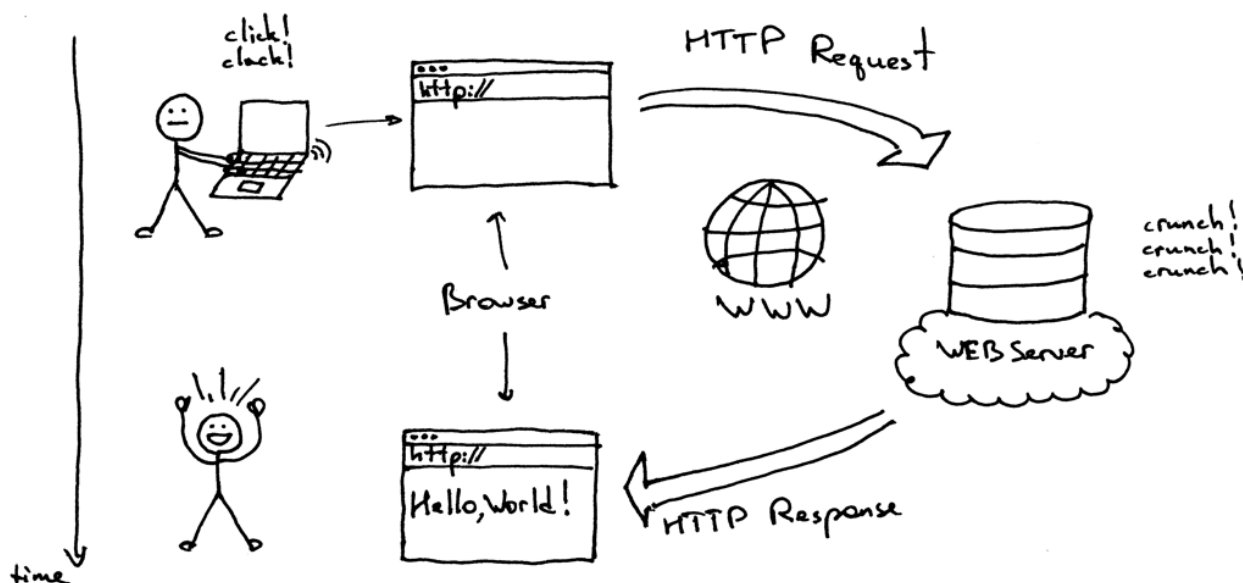 click!
clack!
HTTP Request
http://
crunch!
crunch!
crunch!
Browser
WWW
WEB Server
http://
Hello, World!
HTTP Response
time